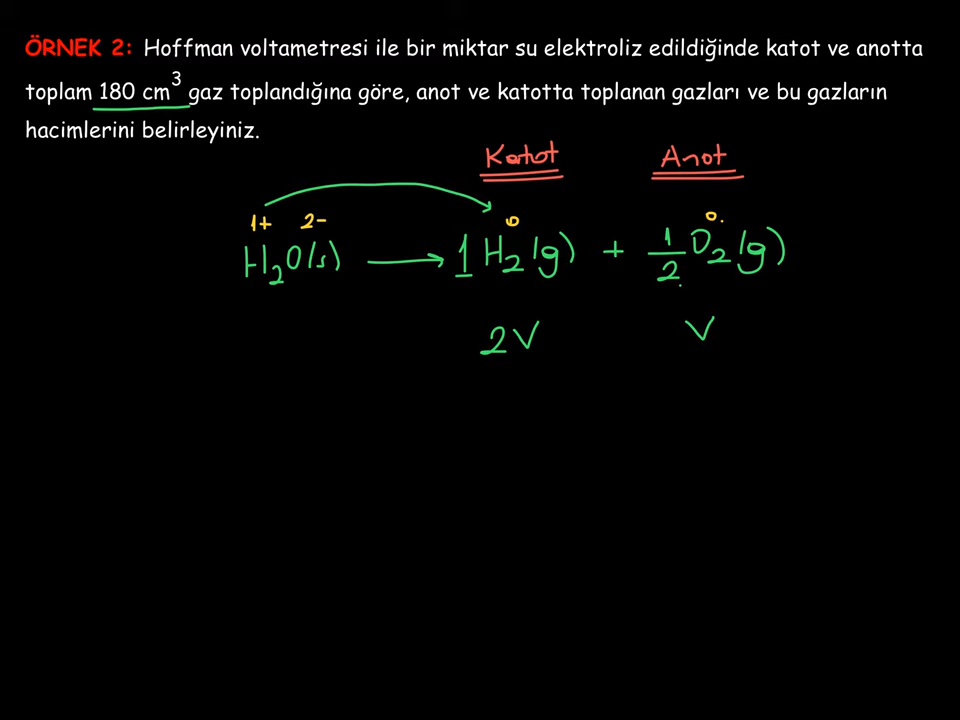 ÖRNEK 2: Hoffman voltametresi ile bir miktar su elektroliz edildiğinde katot ve anotta
toplam 180 cm³ gaz toplandığına göre, anot ve katotta toplanan gazları ve bu gazların
hacimlerini belirleyiniz.
Katot Anot
1+ 2- 0 0.
H₂O(s) → 1 H₂(g) + 1/2 O₂(g)
2V V